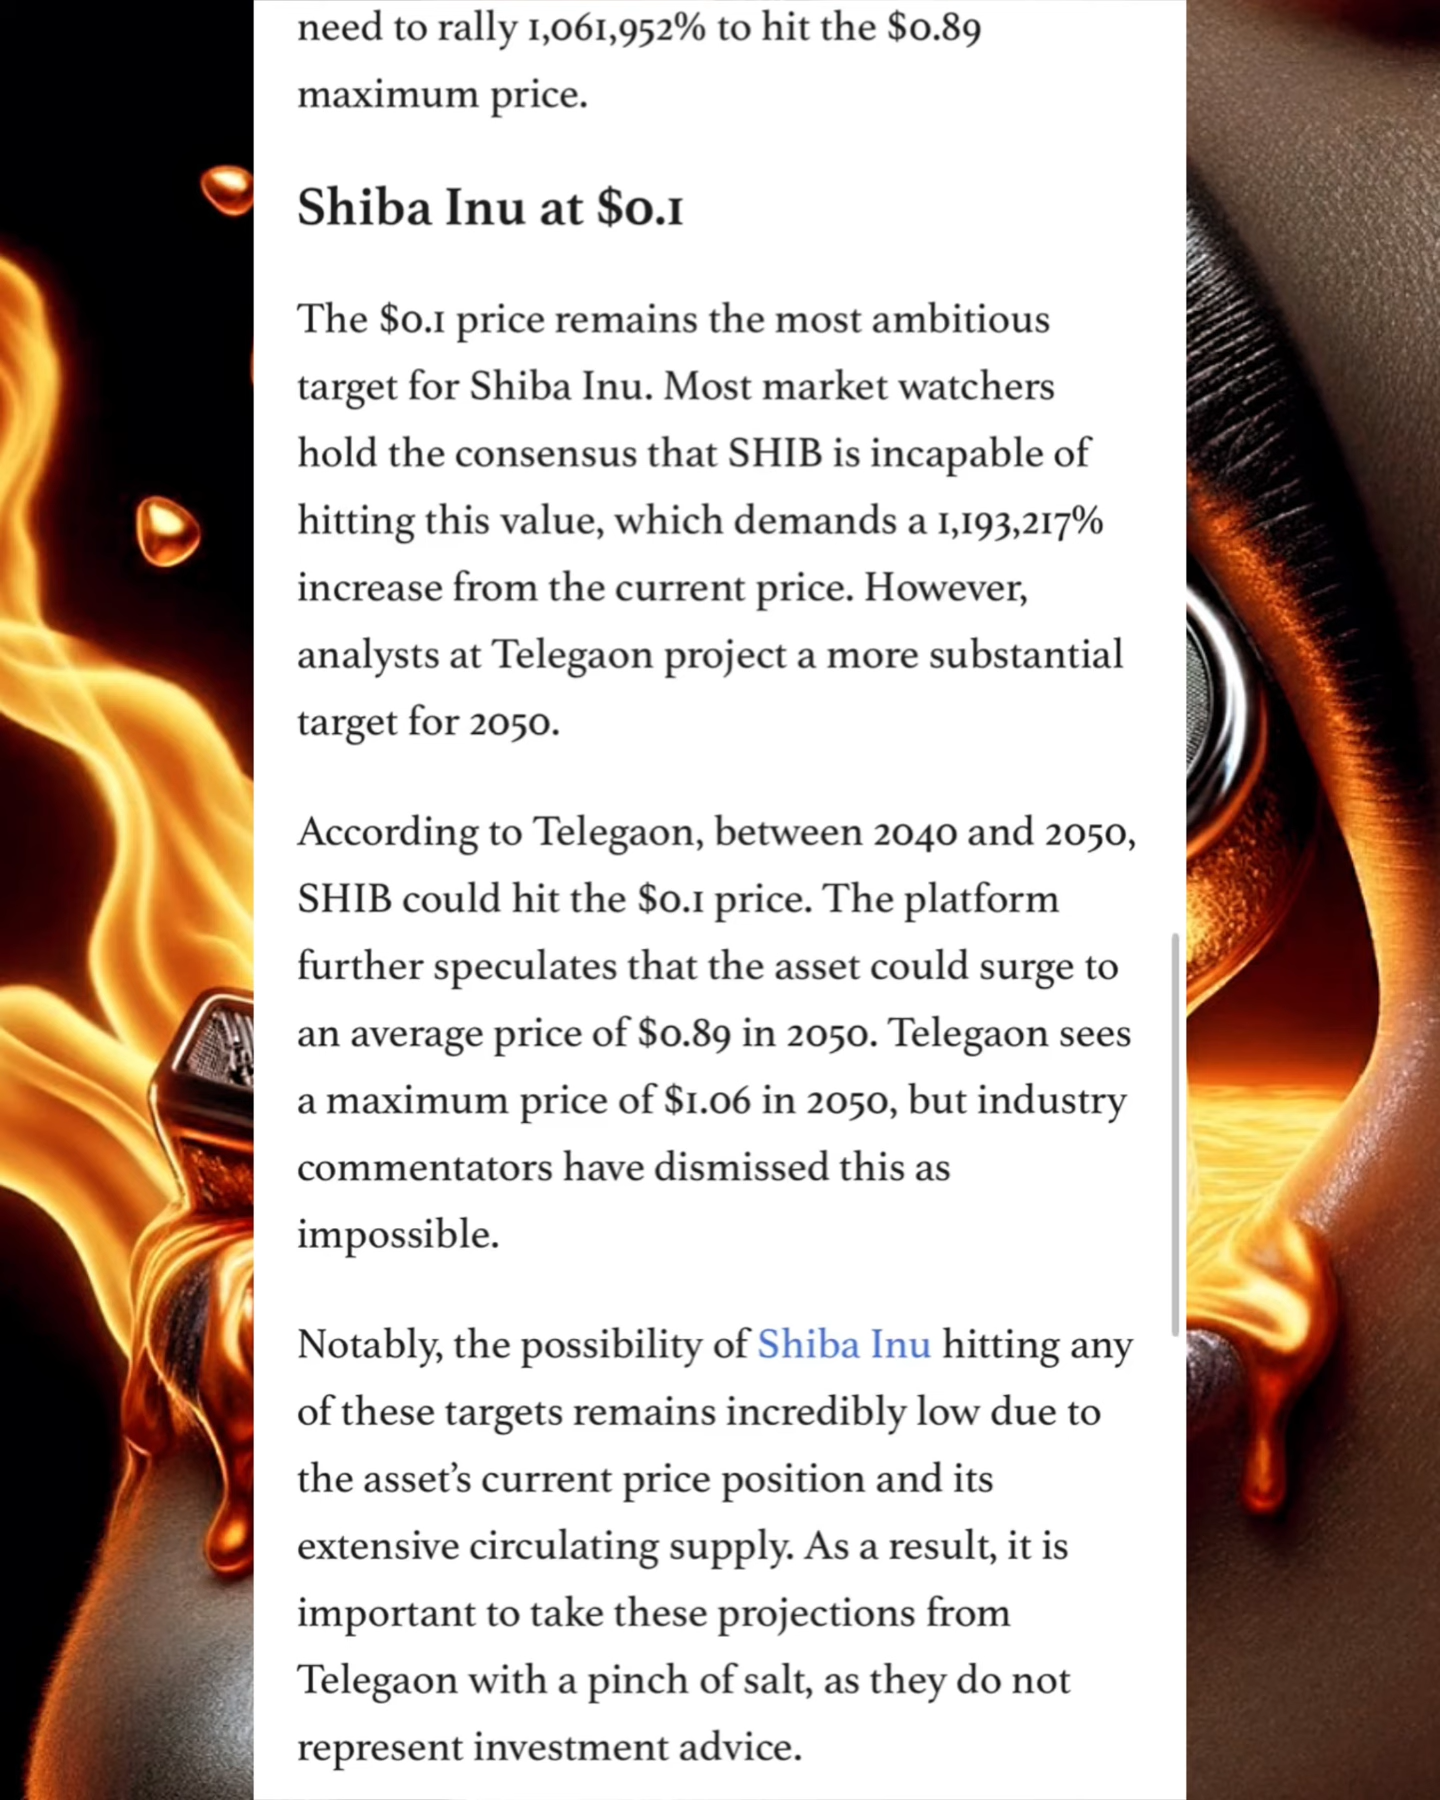 need to rally 1,061,952% to hit the $0.89
maximum price.
Shiba Inu at $0.1
The $0.1 price remains the most ambitious
target for Shiba Inu. Most market watchers
hold the consensus that SHIB is incapable of
hitting this value, which demands a 1,193,217%
increase from the current price. However,
analysts at Telegaon project a more substantial
target for 2050.
According to Telegaon, between 2040 and 2050,
SHIB could hit the $0.1 price. The platform
further speculates that the asset could surge to
an average price of $0.89 in 2050. Telegaon sees
a maximum price of $1.06 in 2050, but industry
commentators have dismissed this as
impossible.
Notably, the possibility of Shiba Inu hitting any
of these targets remains incredibly low due to
the asset’s current price position and its
extensive circulating supply. As a result, it is
important to take these projections from
Telegaon with a pinch of salt, as they do not
represent investment advice.